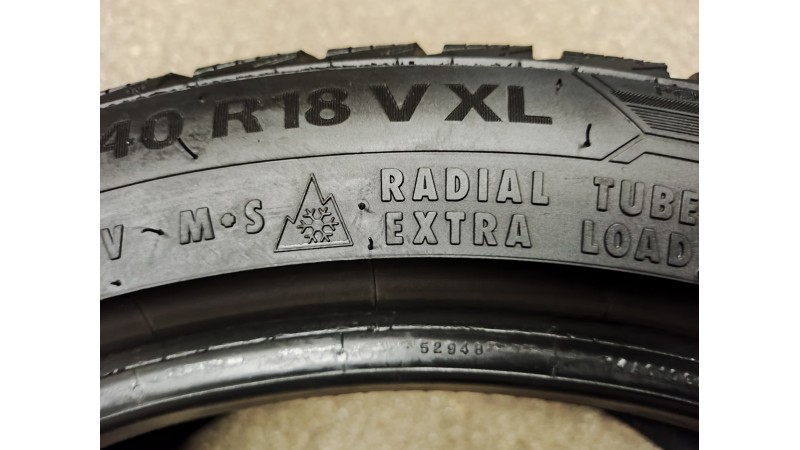 40 R18 V XL
V M•S RADIAL TUBE
EXTRA LOAD
52948